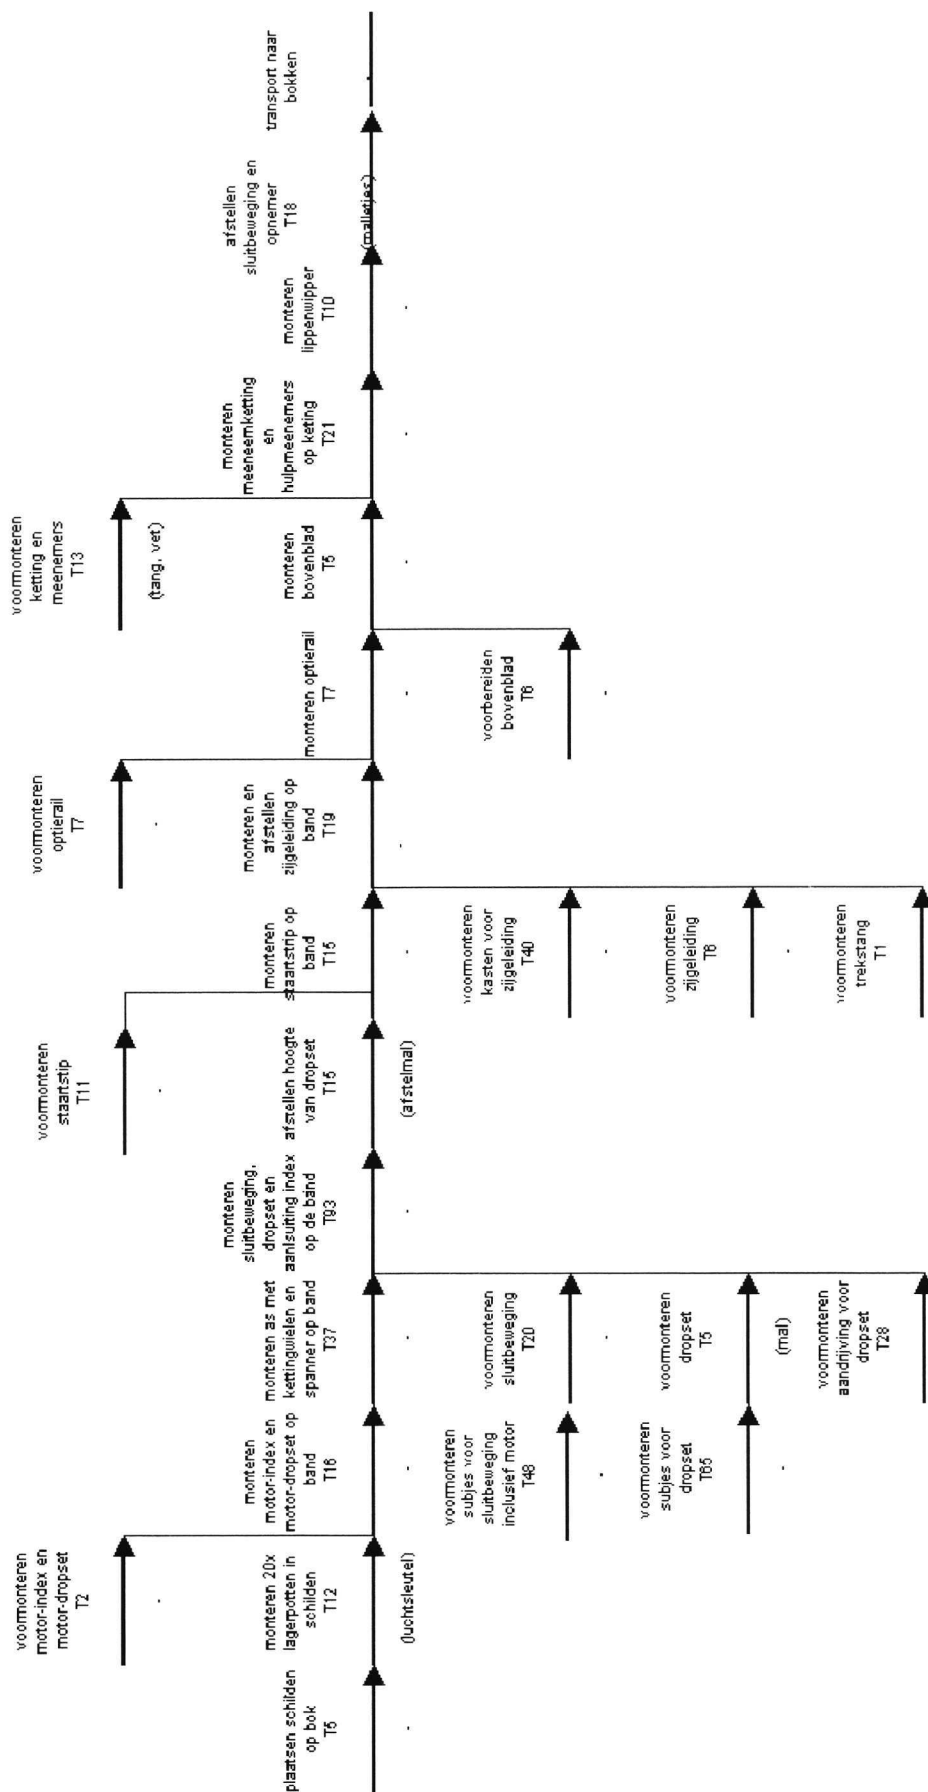 voormonteren
motor-index en
motor-dropset
T2
voormonteren
staartstip
T11
voormonteren
optierail
T7
voormonteren
ketting en
meenemers
T13
(tang, vet)
plaatsen schilden
op bok
T5
monteren 20x
lagerpotten in
schilden
T12
(luchtsleutel)
monteren
motor-index en
motor-dropset op
band
T16
monteren as met
kettingwielen en
spanner op band
T37
monteren
sluitbeweging,
dropset en
aanlsuiting index
op de band
T93
afstellen hoogte
van dropset
T15
(afstelmal)
monteren
staartstrip op
band
T15
monteren en
afstellen
zijgeleiding op
band
T19
monteren optierail
T7
monteren
bovenblad
T5
monteren
meeneemketting
en
hulpmeenemers
op keting
T21
monteren
lippenwipper
T10
afstellen
sluitbeweging en
opnemer
T18
(malletjes)
transport naar
bokken
voormonteren
subjes voor
sluitbeweging
inclusief motor
T48
voormonteren
sluitbeweging
T20
voormonteren
kasten voor
zijgeleiding
T40
voorbereiden
bovenblad
T6
voormonteren
subjes voor
dropset
T65
voormonteren
dropset
T5
(mal)
voormonteren
zijgeleiding
T6
voormonteren
aandrijving voor
dropset
T28
voormonteren
trekstang
T1